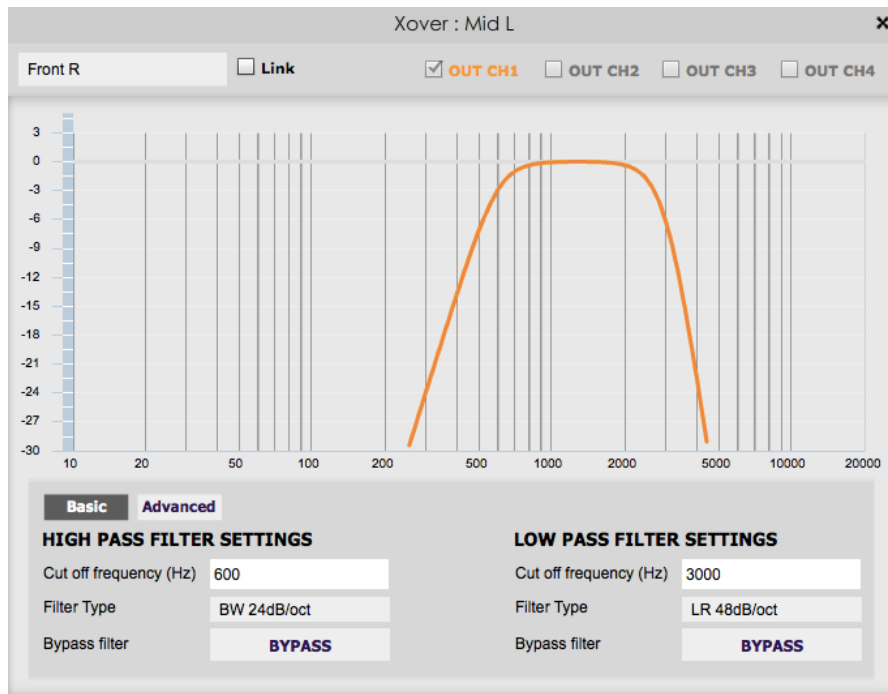 Xover : Mid L ×
Front R Link OUT CH1 OUT CH2 OUT CH3 OUT CH4
3
0
-3
-6
-9
-12
-15
-18
-21
-24
-27
-30
10 20 50 100 200 500 1000 2000 5000 10000 20000
Basic Advanced
HIGH PASS FILTER SETTINGS LOW PASS FILTER SETTINGS
Cut off frequency (Hz) 600 Cut off frequency (Hz) 3000
Filter Type BW 24dB/oct Filter Type LR 48dB/oct
Bypass filter BYPASS Bypass filter BYPASS